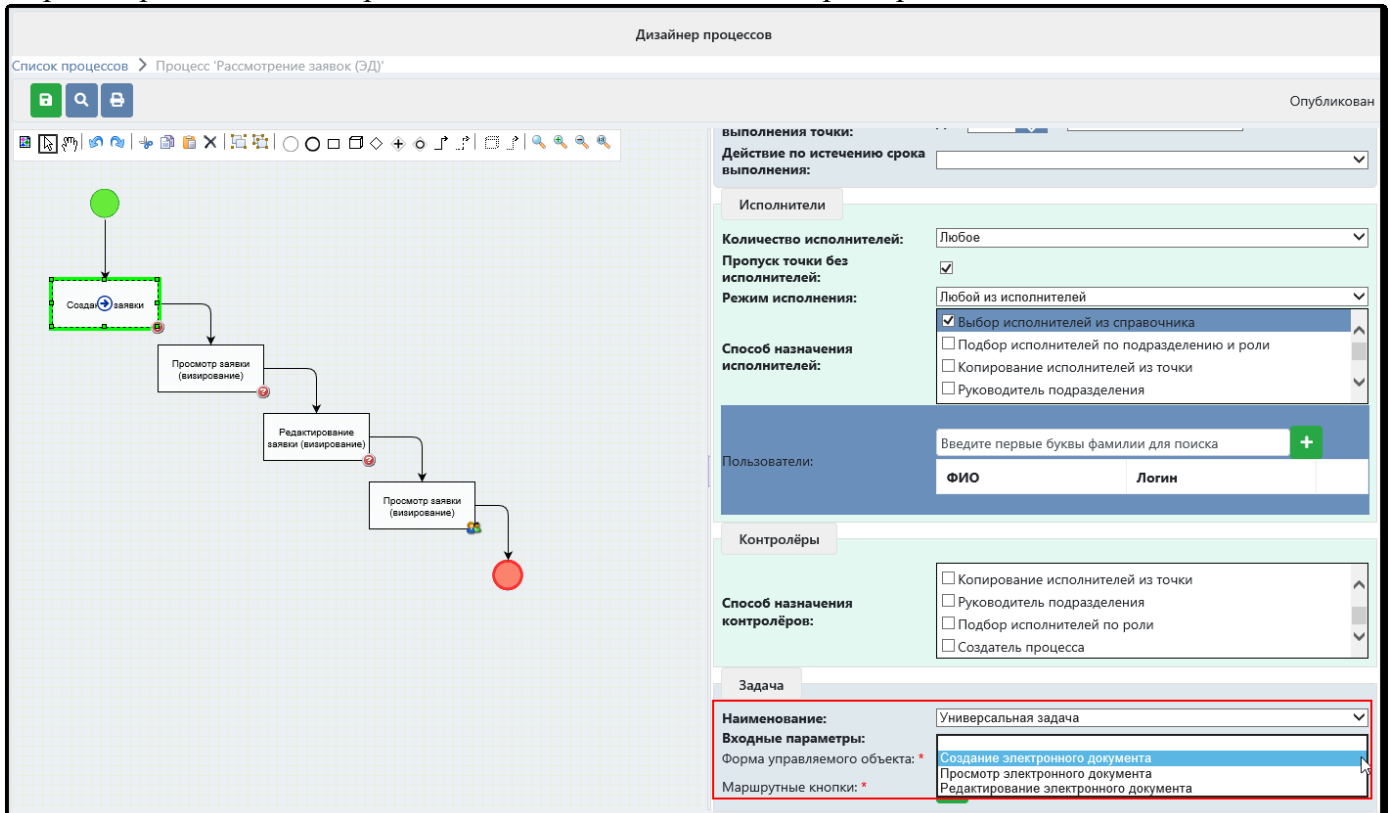 Дизайнер процессов
Список процессов > Процесс 'Рассмотрение заявок (ЭД)'
Опубликован
выполнения точки:
Действие по истечению срока
выполнения:
Исполнители
Количество исполнителей:
Любое
Пропуск точки без
исполнителей:
Режим исполнения:
Любой из исполнителей
Способ назначения
исполнителей:
Выбор исполнителей из справочника
Подбор исполнителей по подразделению и роли
Копирование исполнителей из точки
Руководитель подразделения
Пользователи:
Введите первые буквы фамилии для поиска
ФИО Логин
Контролёры
Способ назначения
контролёров:
Копирование исполнителей из точки
Руководитель подразделения
Подбор исполнителей по роли
Создатель процесса
Задача
Наименование:
Универсальная задача
Входные параметры:
Форма управляемого объекта: *
Создание электронного документа
Просмотр электронного документа
Редактирование электронного документа
Маршрутные кнопки: *
заявки
Просмотр заявки
(визирование)
Редактирование
заявки (визирование)
Просмотр заявки
(визирование)